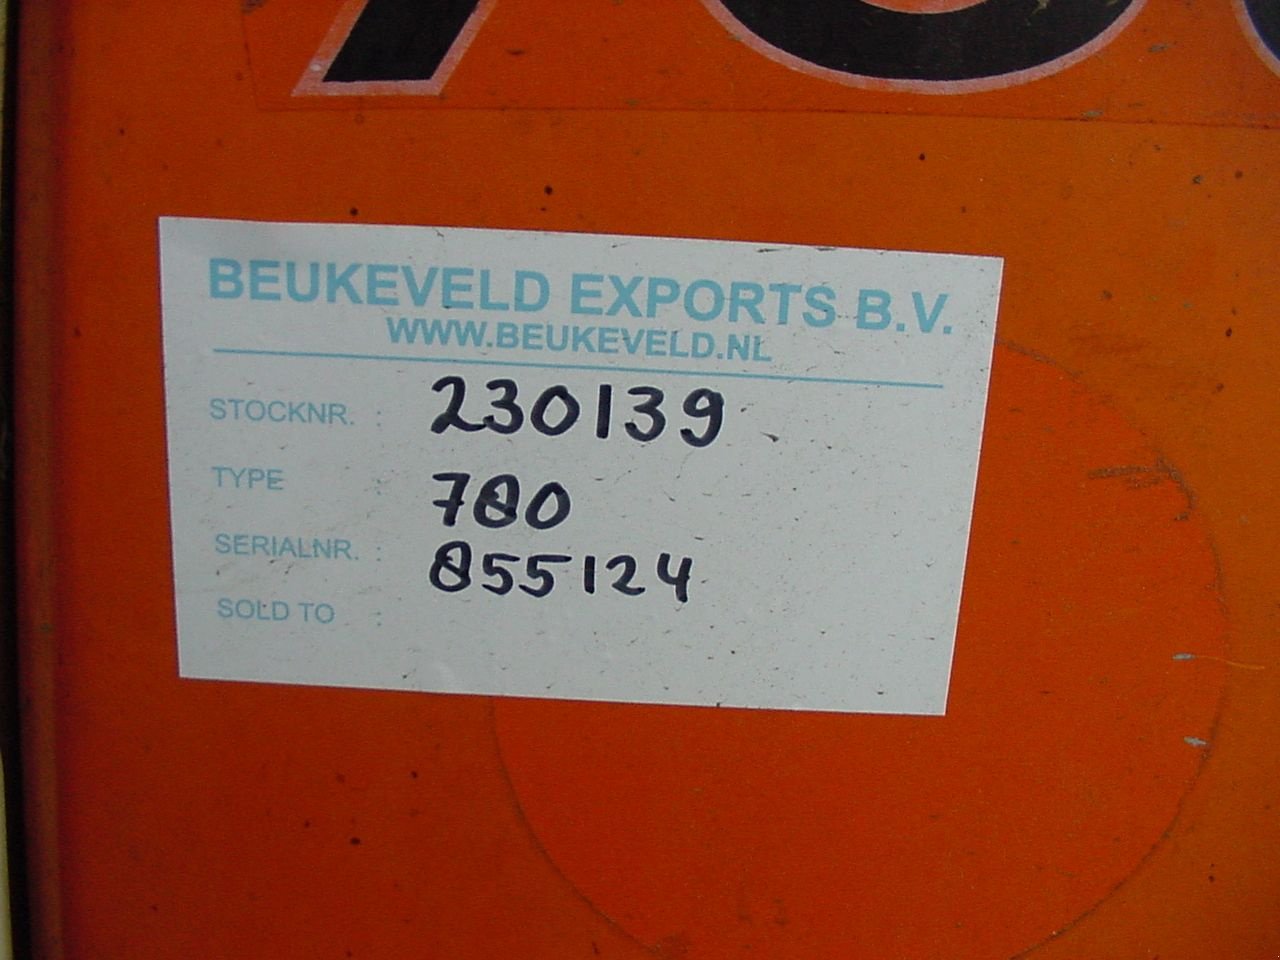 BEUKEVELD EXPORTS B.V.
WWW.BEUKEVELD.NL
STOCKNR. : 230139
TYPE : 780
SERIALNR. : 855124
SOLD TO :